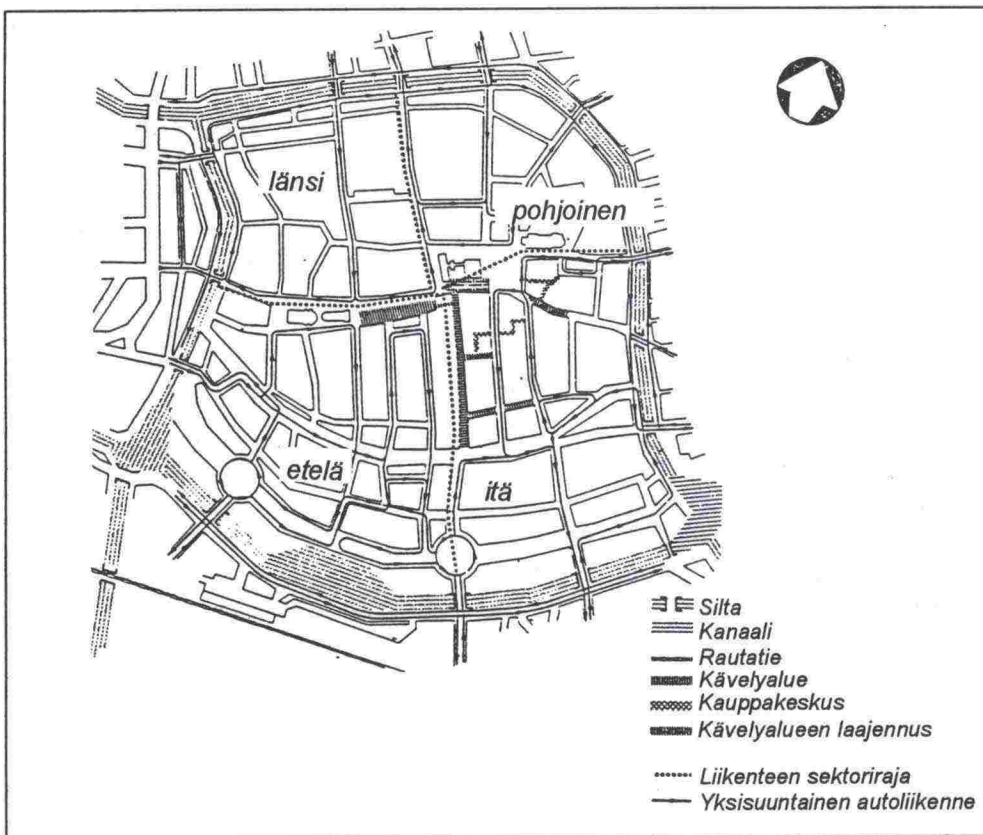 länsi
pohjoinen
etelä
itä
Silta
Kanaali
Rautatie
Kävelyalue
Kauppakeskus
Kävelyalueen laajennus
Liikenteen sektoriraja
Yksisuuntainen autoliikenne